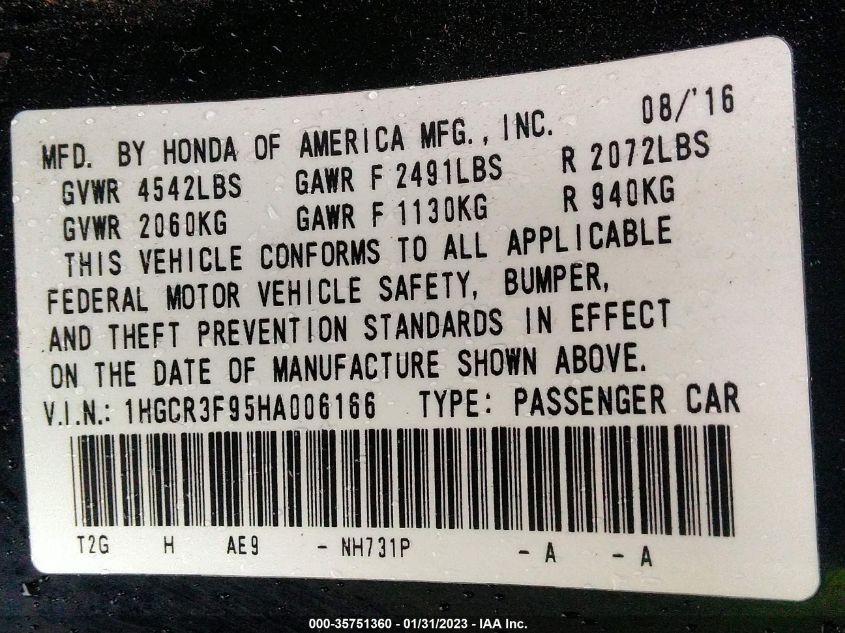 MFD. BY HONDA OF AMERICA MFG., INC. 08/'16
GVWR 4542LBS GAWR F 2491LBS R 2072LBS
GVWR 2060KG GAWR F 1130KG R 940KG
THIS VEHICLE CONFORMS TO ALL APPLICABLE
FEDERAL MOTOR VEHICLE SAFETY, BUMPER,
AND THEFT PREVENTION STANDARDS IN EFFECT
ON THE DATE OF MANUFACTURE SHOWN ABOVE.
V.I.N.: 1HGCR3F95HA006166 TYPE: PASSENGER CAR
T2G H AE9 - NH731P - A - A
000-35751360 - 01/31/2023 - IAA Inc.